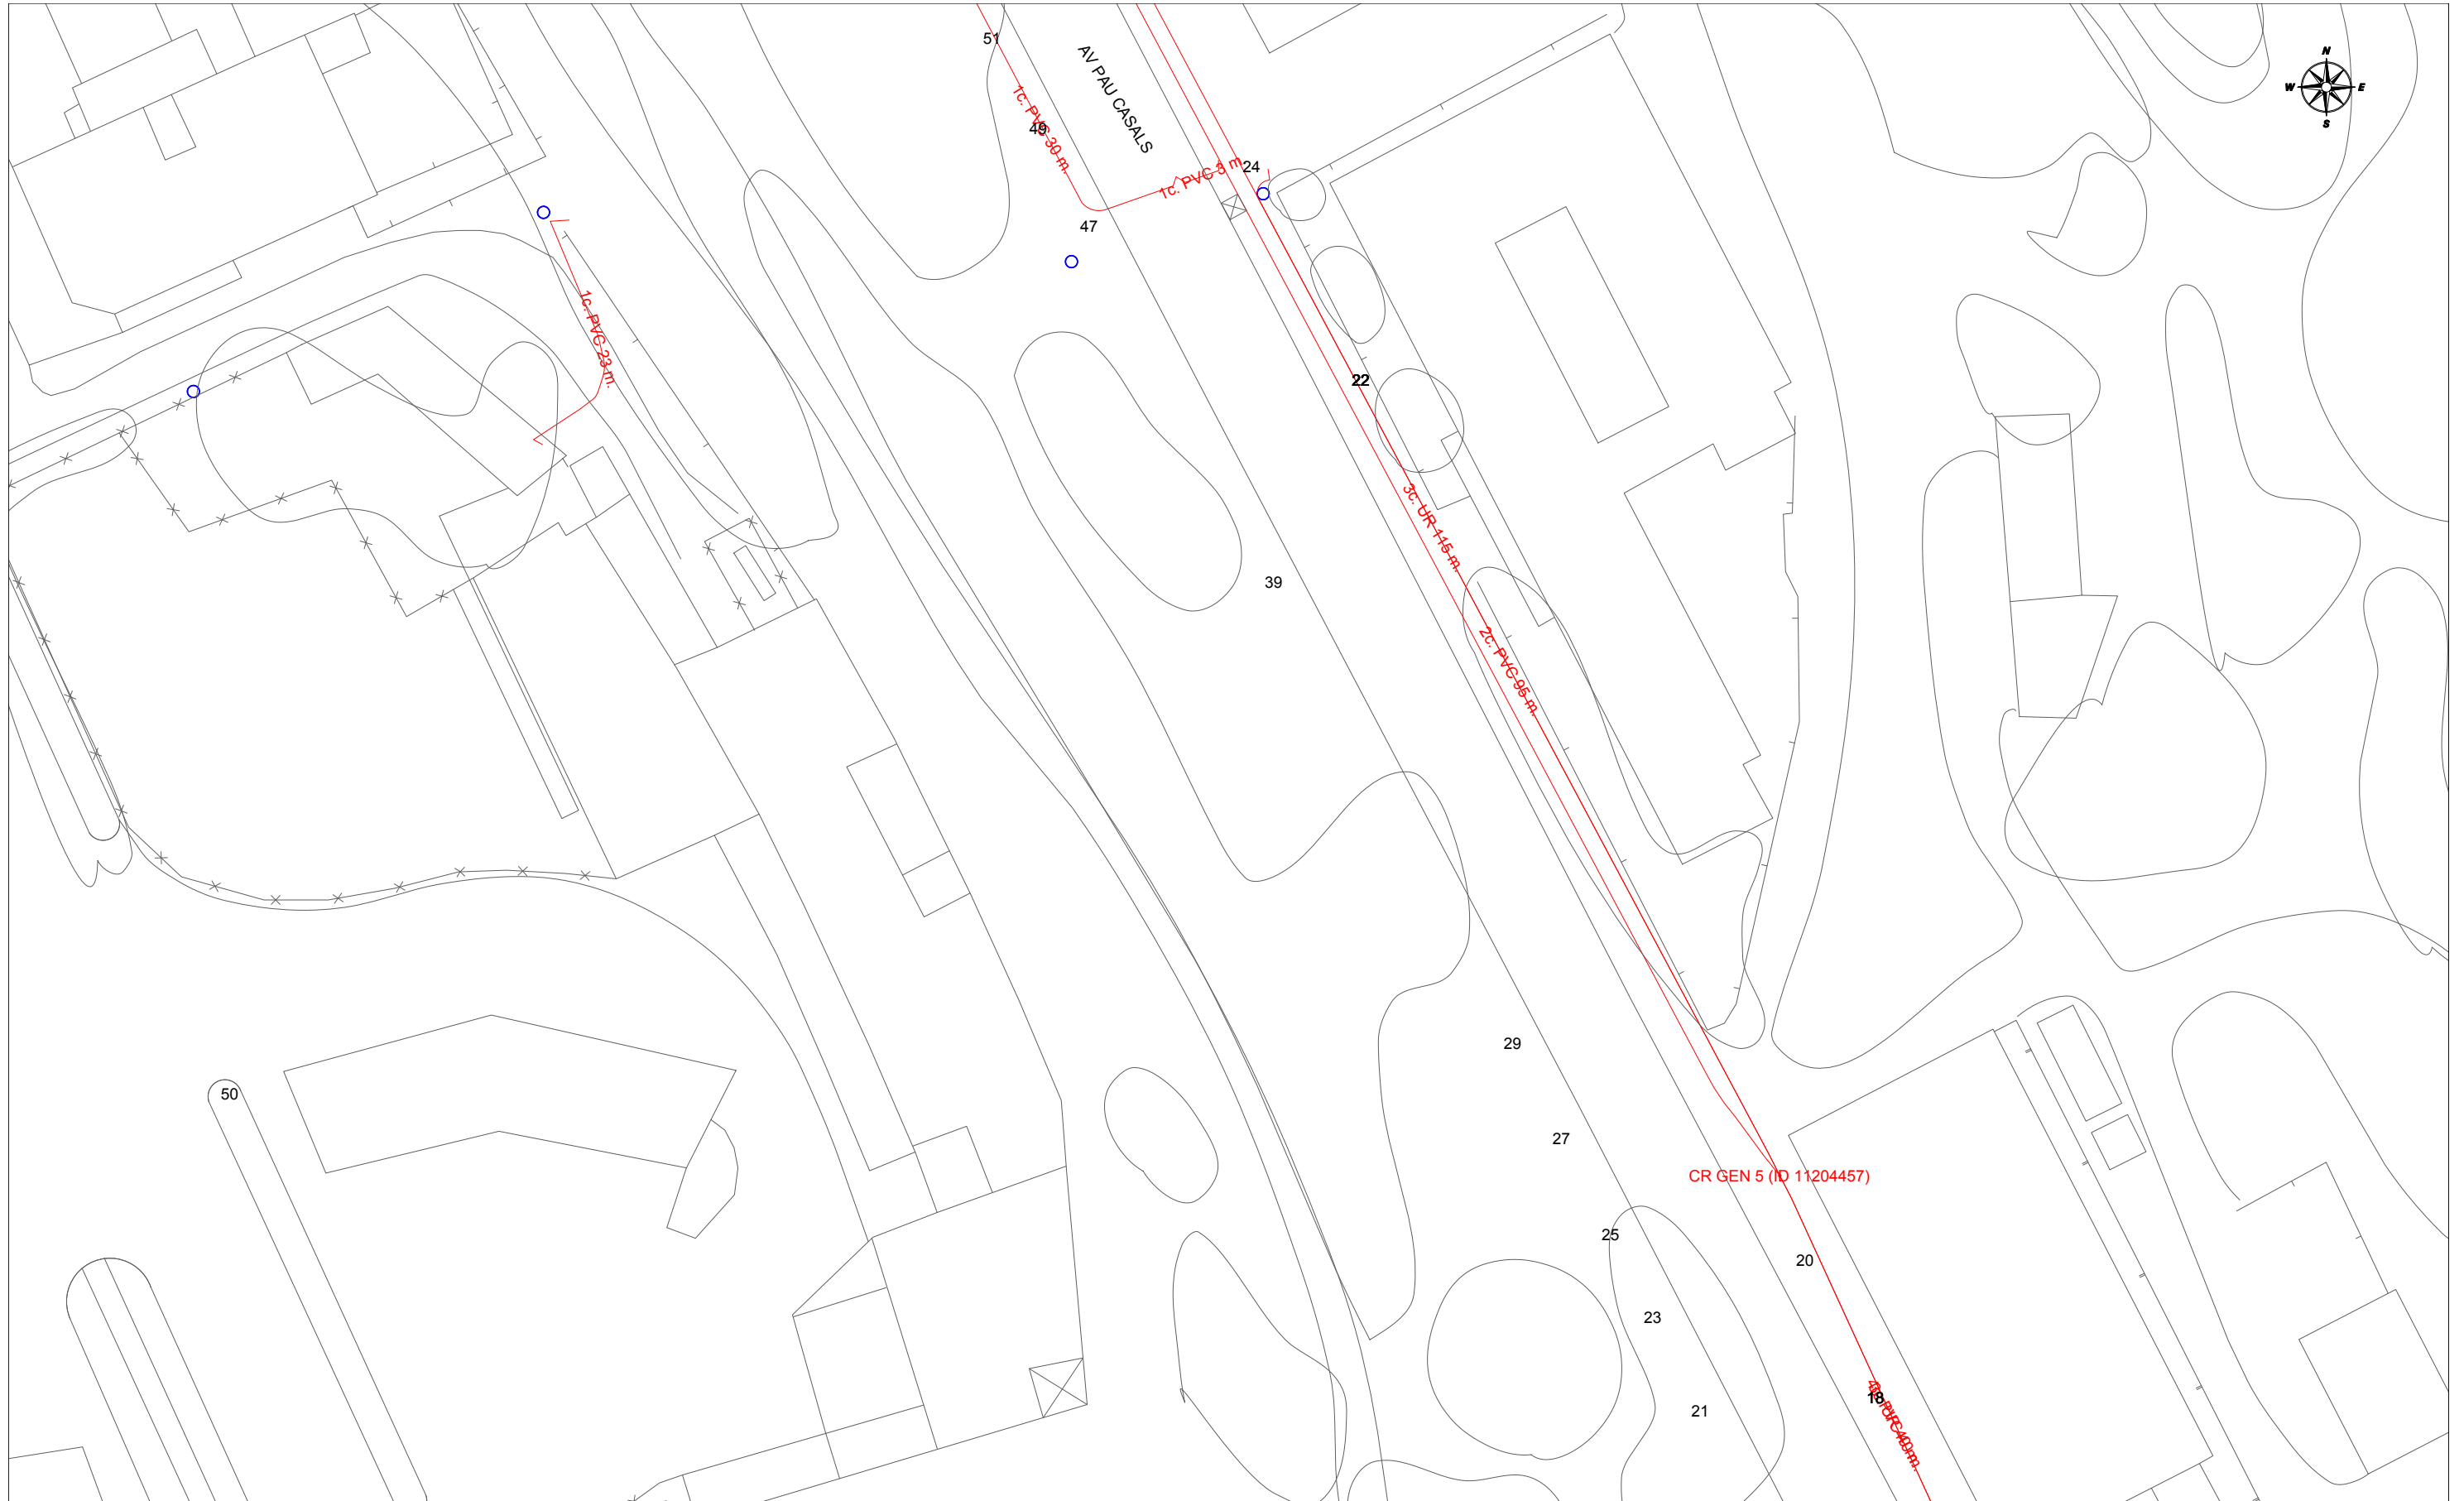 51
AV PAU CASALS
N
W
E
S
1c. PVC 30 m.
49
24
1c. PVC 8 m.
47
1c. PVC 23 m.
22
3c. UR 115 m.
39
2c. PVC 95 m.
29
50
27
CR GEN 5 (ID 11204457)
25
20
23
18
21